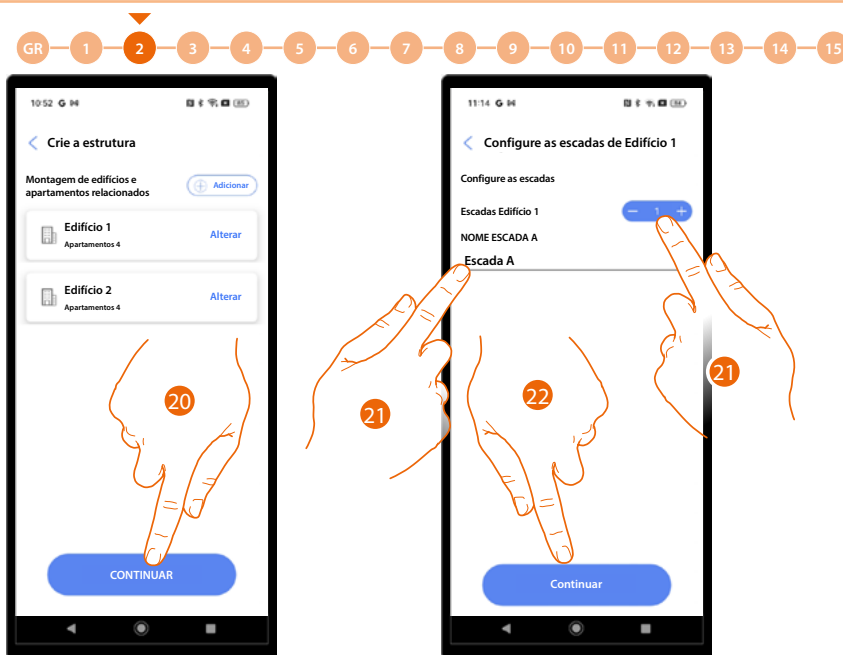 GR 1 2 3 4 5 6 7 8 9 10 11 12 13 14 15
10:52 G
85
Crie a estrutura
Montagem de edifícios e
apartamentos relacionados
Adicionar
Edifício 1
Apartamentos 4
Alterar
Edifício 2
Apartamentos 4
Alterar
20
CONTINUAR
11:14 G
84
Configure as escadas de Edifício 1
Configure as escadas
Escadas Edifício 1
1
NOME ESCADA A
Escada A
21
21
22
Continuar